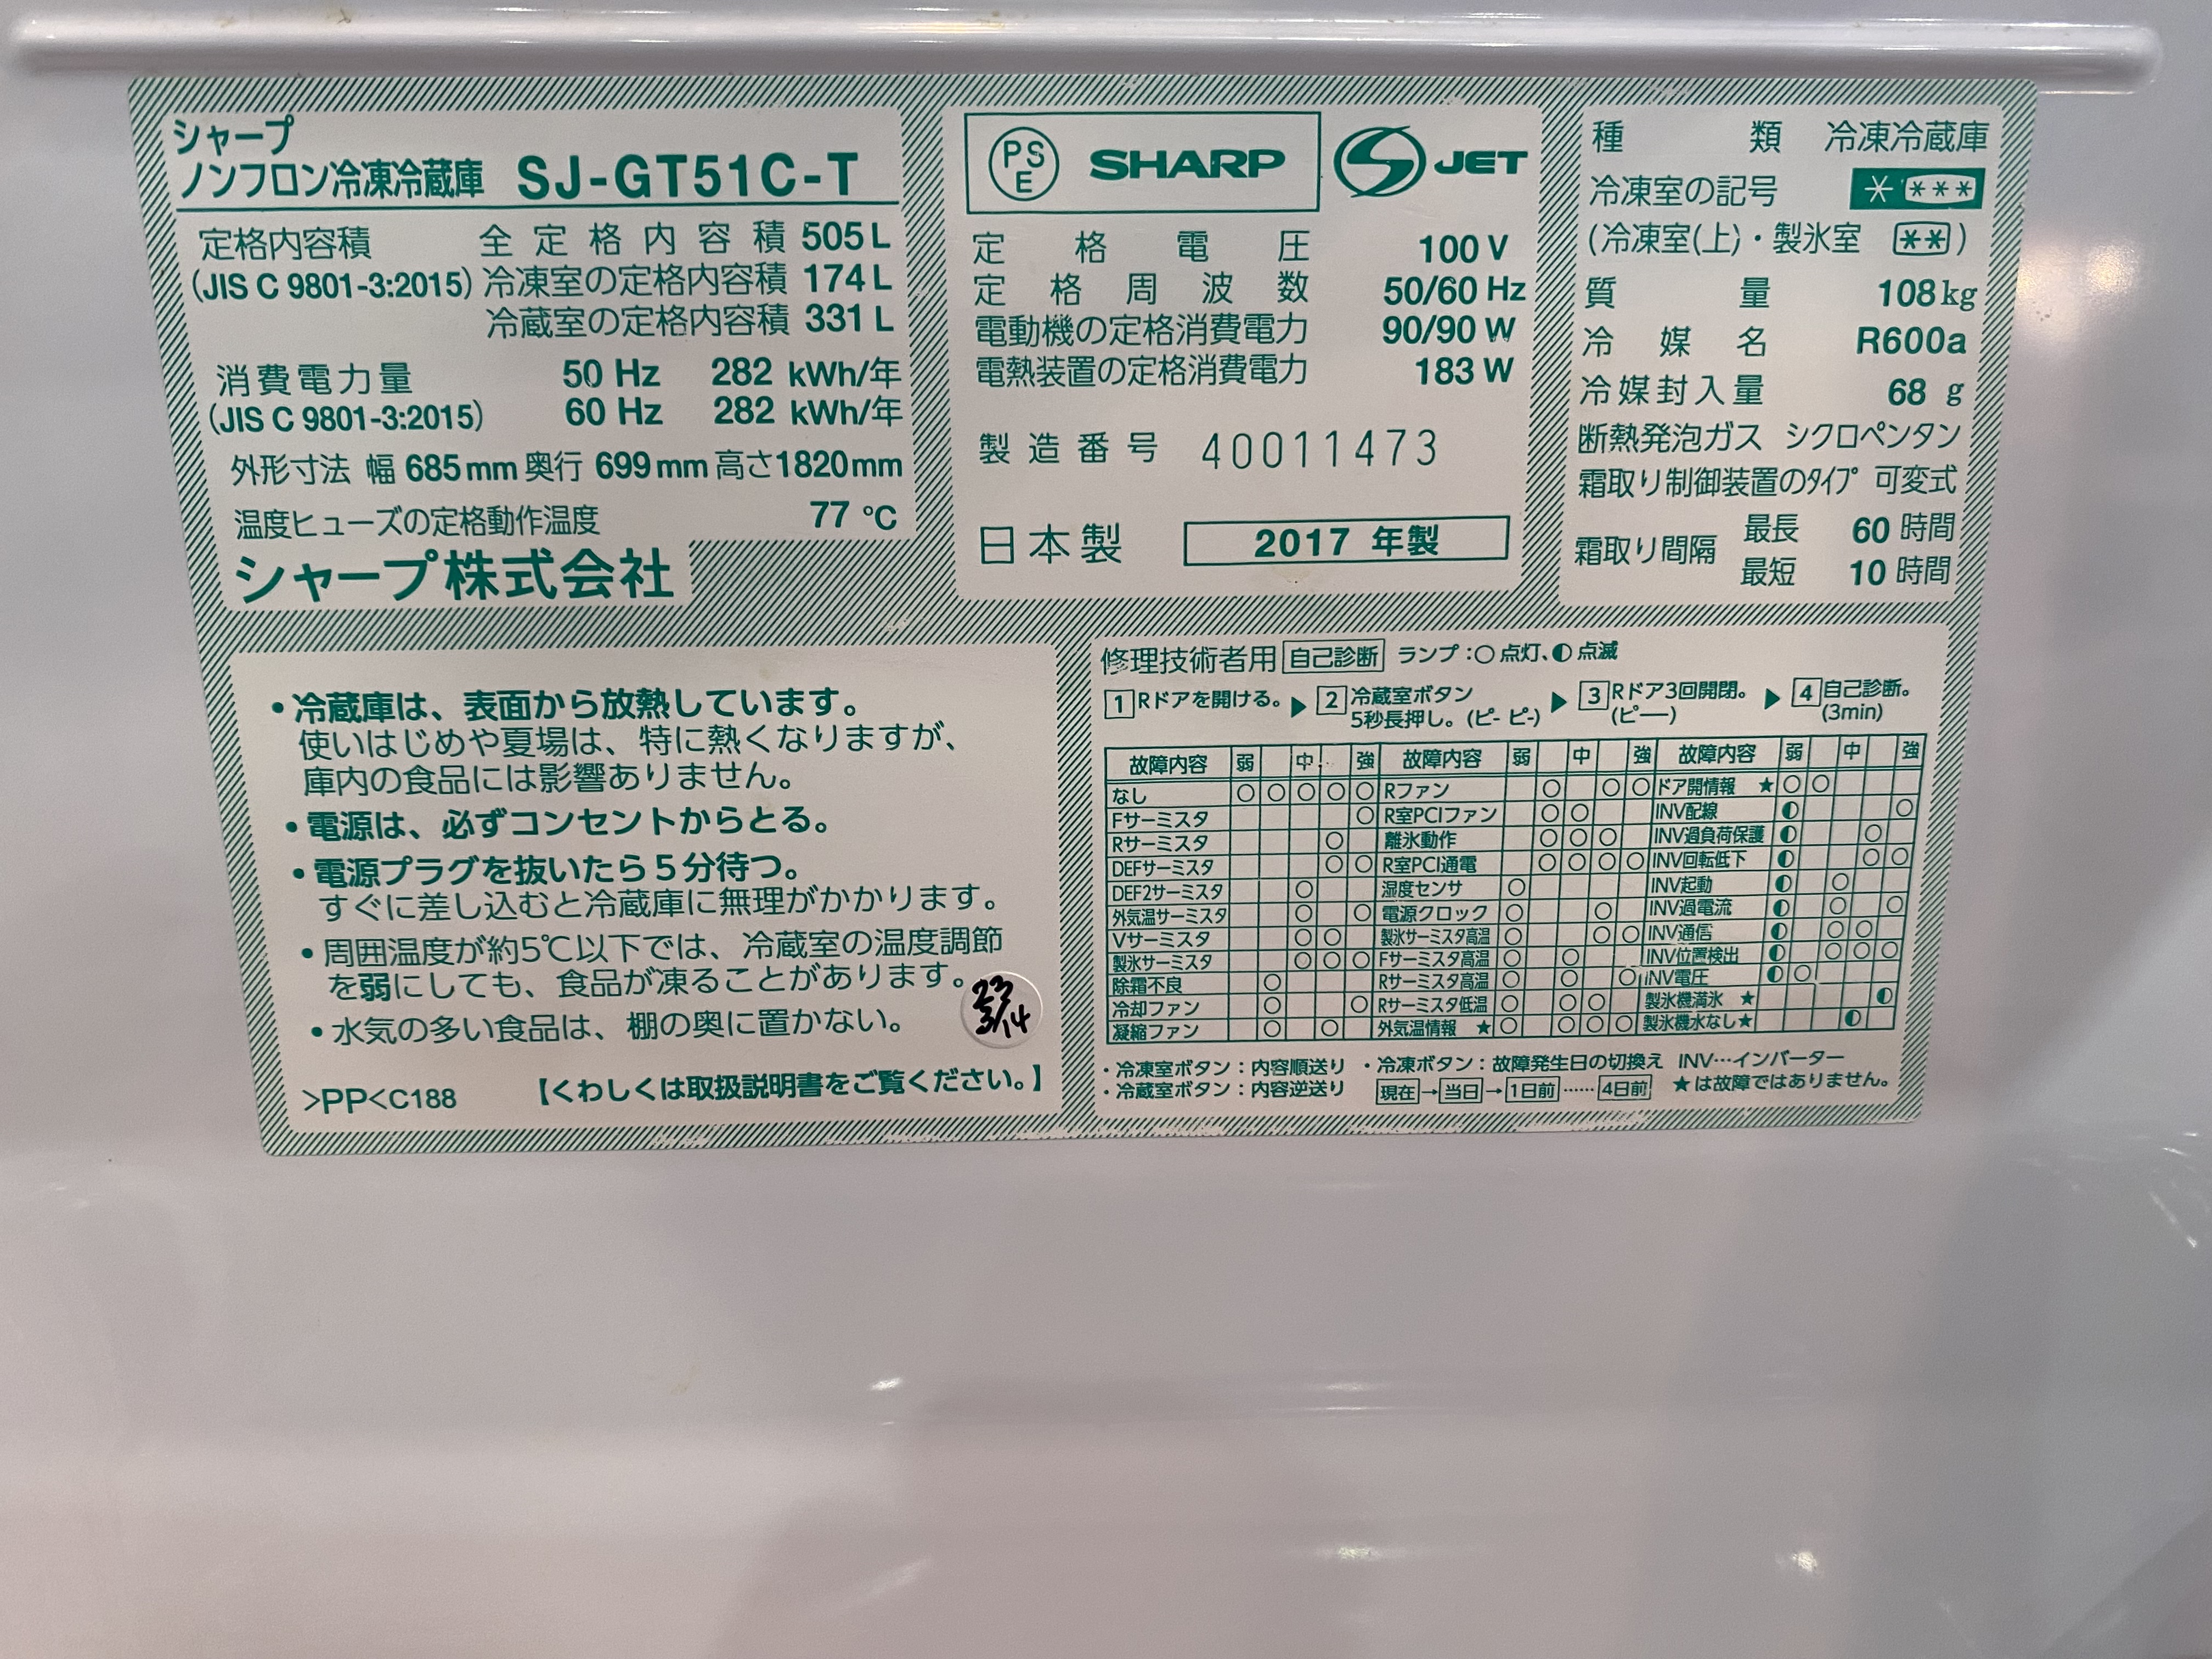 シャープ
ノンフロン冷凍冷蔵庫 SJ-GT51C-T
定格内容積 全定格内容積 505L
(JIS C 9801-3:2015) 冷凍室の定格内容積 174L
冷蔵室の定格内容積 331L
消費電力量 50 Hz 282 kWh/年
(JIS C 9801-3:2015) 60 Hz 282 kWh/年
外形寸法 幅 685mm 奥行 699mm 高さ1820mm
温度ヒューズの定格動作温度 77 ℃
シャープ株式会社
PSE SHARP S JET
定格電圧 100 V
定格周波数 50/60 Hz
電動機の定格消費電力 90/90 W
電熱装置の定格消費電力 183 W
製造番号 40011473
日本製 2017 年製
種類 冷凍冷蔵庫
冷凍室の記号 * ***
(冷凍室(上)・製氷室 **)
質量 108kg
冷媒名 R600a
冷媒封入量 68 g
断熱発泡ガス シクロペンタン
霜取り制御装置のタイプ 可変式
霜取り間隔 最長 60 時間
最短 10 時間
・冷蔵庫は、表面から放熱しています。
使いはじめや夏場は、特に熱くなりますが、
庫内の食品には影響ありません。
・電源は、必ずコンセントからとる。
・電源プラグを抜いたら5分待つ。
すぐに差し込むと冷蔵庫に無理がかかります。
・周囲温度が約5℃以下では、冷蔵室の温度調節
を弱にしても、食品が凍ることがあります。
・水気の多い食品は、棚の奥に置かない。
23
3/14
>PP<C188 【くわしくは取扱説明書をご覧ください。】
修理技術者用 自己診断 ランプ:○点灯、◐点滅
1 Rドアを開ける。▶ 2 冷蔵室ボタン 5秒長押し。(ピ- ピ-) ▶ 3 Rドア3回開閉。(ピ──) ▶ 4 自己診断。(3min)
故障内容 弱 中 強 故障内容 弱 中 強 故障内容 弱 中 強
なし ○ ○ ○ ○ ○ Rファン ○ ○ ○ ドア開情報 ★ ○ ○
Fサーミスタ ○ R室PCIファン ○ ○ INV配線 ◐ ○
Rサーミスタ ○ 離氷動作 ○ ○ ○ INV過負荷保護 ◐ ○
DEFサーミスタ ○ ○ R室PCI通電 ○ ○ ○ ○ INV回転低下 ◐ ○ ○
DEF2サーミスタ ○ 湿度センサ ○ INV起動 ◐ ○
外気温サーミスタ ○ ○ 電源クロック ○ ○ INV過電流 ◐ ○ ○
Vサーミスタ ○ ○ 製氷サーミスタ高温 ○ ○ ○ INV通信 ◐ ○ ○
製氷サーミスタ ○ ○ ○ Fサーミスタ高温 ○ ○ INV位置検出 ◐ ○ ○ ○
除霜不良 ○ Rサーミスタ高温 ○ ○ ○ INV電圧 ◐ ○
冷却ファン ○ ○ Rサーミスタ低温 ○ ○ ○ 製氷機満氷 ★ ◐
凝縮ファン ○ ○ 外気温情報 ★ ○ ○ ○ ○ 製氷機水なし★ ◐
・冷凍室ボタン:内容順送り ・冷凍ボタン:故障発生日の切換え INV…インバーター
・冷蔵室ボタン:内容逆送り 現在→当日→1日前……4日前 ★は故障ではありません。